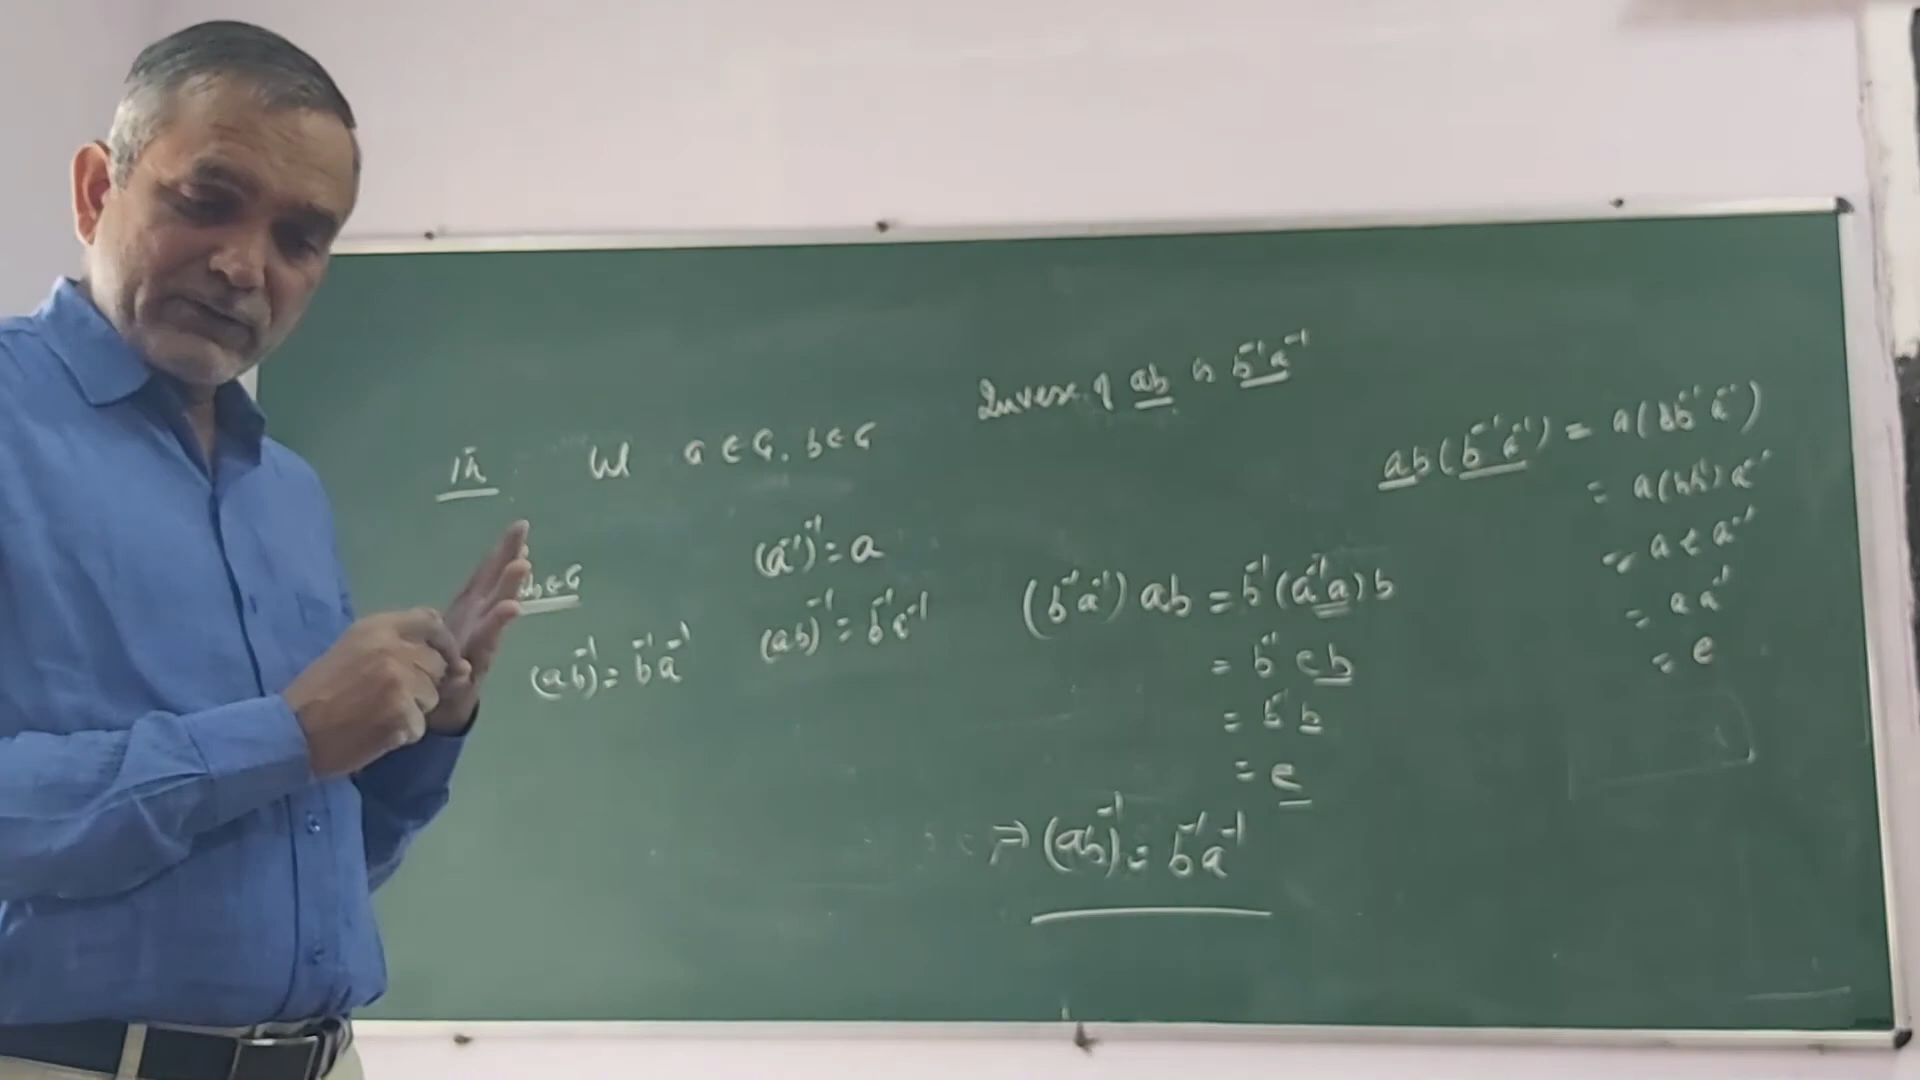 Inverse of ab is b⁻¹a⁻¹
Th Let a ∈ G, b ∈ G
ab ∈ G
(a⁻¹)⁻¹ = a
(ab)⁻¹ = b⁻¹a⁻¹
(ab)⁻¹ = b⁻¹a⁻¹
(b⁻¹a⁻¹) ab = b⁻¹(a⁻¹a) b
= b⁻¹ e b
= b⁻¹ b
= e
⇒ (ab)⁻¹ = b⁻¹a⁻¹
ab(b⁻¹a⁻¹) = a(bb⁻¹a⁻¹)
= a(bb⁻¹)a⁻¹
= a e a⁻¹
= a a⁻¹
= e